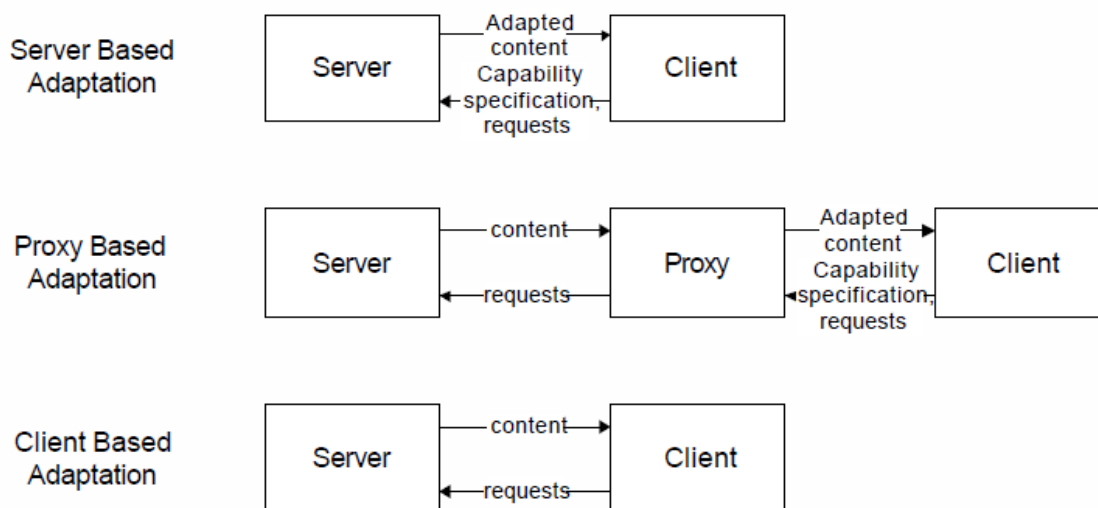 Server Based
Adaptation
Server
Adapted
content
Capability
specification,
requests
Client
Proxy Based
Adaptation
Server
content
requests
Proxy
Adapted
content
Capability
specification,
requests
Client
Client Based
Adaptation
Server
content
requests
Client